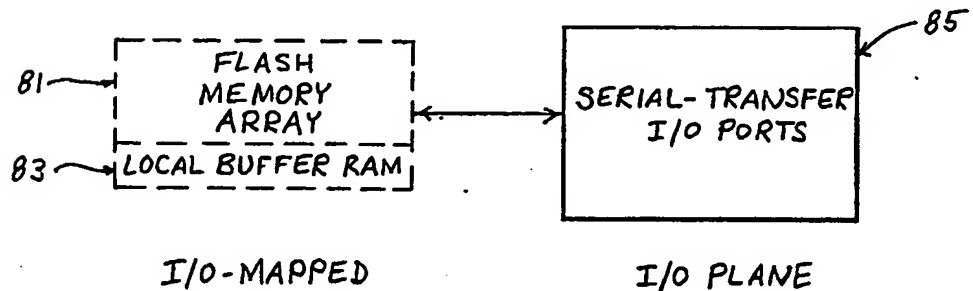 85
81
FLASH
MEMORY
ARRAY
SERIAL-TRANSFER
I/O PORTS
83
LOCAL BUFFER RAM
I/O-MAPPED
I/O PLANE